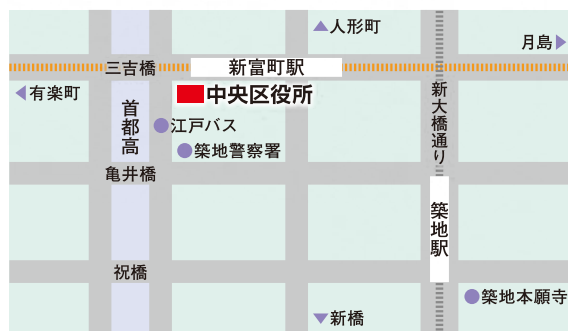 人形町
月島
三吉橋
新富町駅
有楽町
中央区役所
首都高
江戸バス
新大橋通り
築地警察署
亀井橋
築地駅
祝橋
築地本願寺
新橋